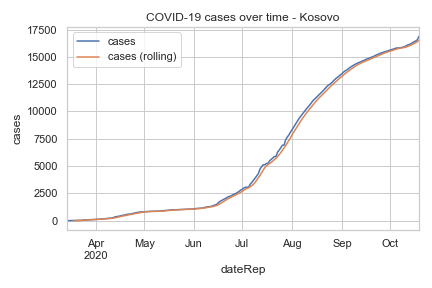 COVID-19 cases over time - Kosovo
cases
cases (rolling)
17500
15000
12500
10000
7500
5000
2500
0
cases
Apr
2020
May
Jun
Jul
Aug
Sep
Oct
dateRep